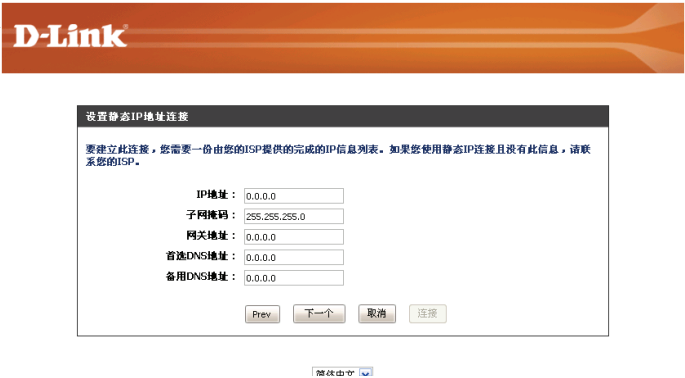 D-Link
设置静态IP地址连接
要建立此连接，您需要一份由您的ISP提供的完成的IP信息列表。如果您使用静态IP连接且没有此信息，请联
系您的ISP。
IP地址： 0.0.0.0
子网掩码： 255.255.255.0
网关地址： 0.0.0.0
首选DNS地址： 0.0.0.0
备用DNS地址： 0.0.0.0
Prev 下一个 取消 连接
简体中文